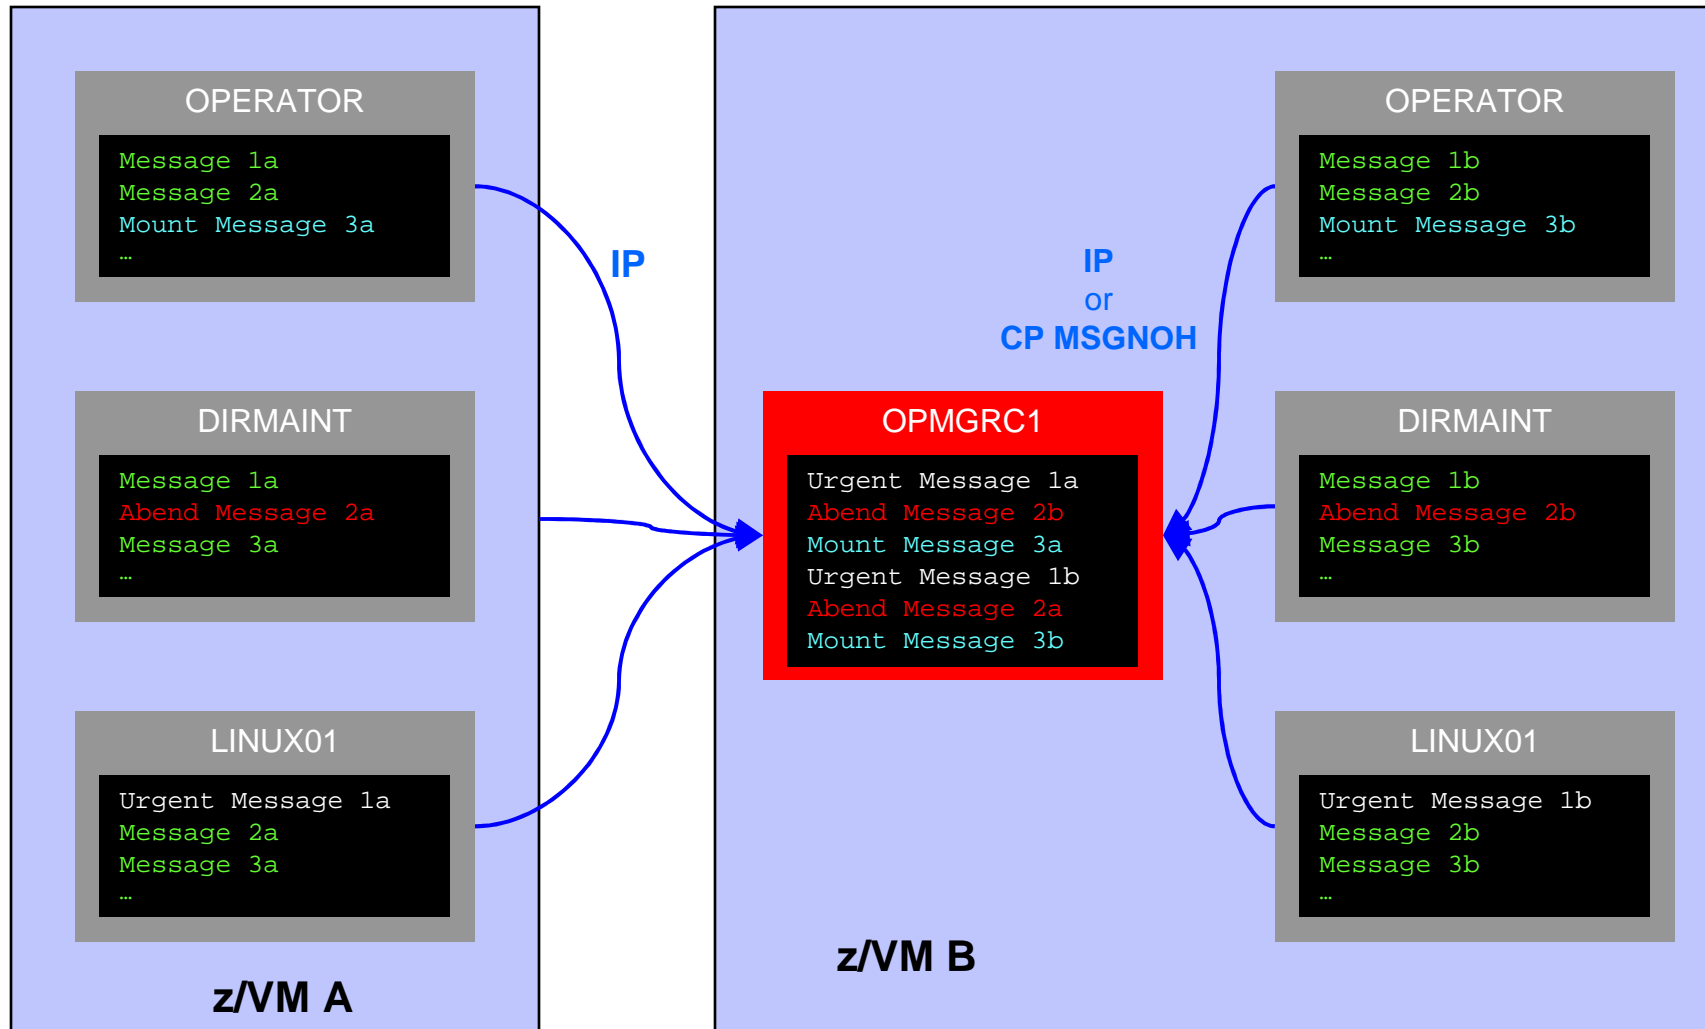 OPERATOR
Message 1a
Message 2a
Mount Message 3a
…
DIRMAINT
Message 1a
Abend Message 2a
Message 3a
…
LINUX01
Urgent Message 1a
Message 2a
Message 3a
…
z/VM A
IP
IP
or
CP MSGNOH
OPMGRC1
Urgent Message 1a
Abend Message 2b
Mount Message 3a
Urgent Message 1b
Abend Message 2a
Mount Message 3b
OPERATOR
Message 1b
Message 2b
Mount Message 3b
…
DIRMAINT
Message 1b
Abend Message 2b
Message 3b
…
LINUX01
Urgent Message 1b
Message 2b
Message 3b
…
z/VM B